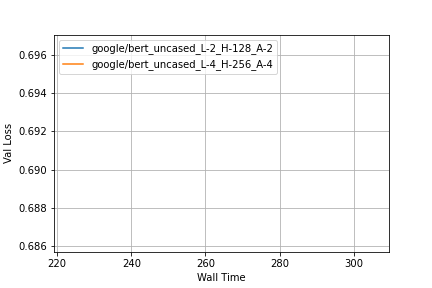 0.696
0.694
0.692
0.690
0.688
0.686
Val Loss
google/bert_uncased_L-2_H-128_A-2
google/bert_uncased_L-4_H-256_A-4
220 240 260 280 300
Wall Time